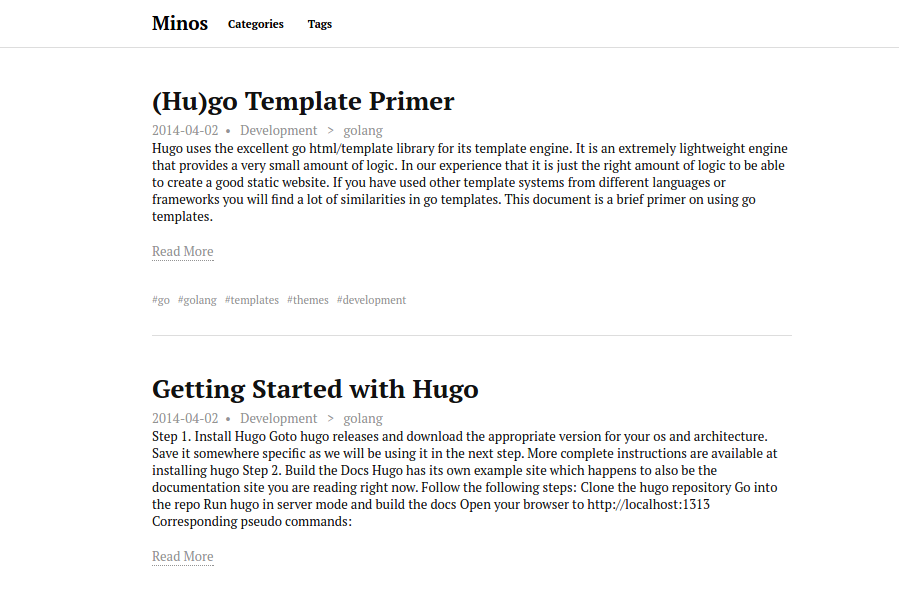 Minos Categories Tags
(Hu)go Template Primer
2014-04-02 • Development > golang
Hugo uses the excellent go html/template library for its template engine. It is an extremely lightweight engine
that provides a very small amount of logic. In our experience that it is just the right amount of logic to be able
to create a good static website. If you have used other template systems from different languages or
frameworks you will find a lot of similarities in go templates. This document is a brief primer on using go
templates.
Read More
#go #golang #templates #themes #development
Getting Started with Hugo
2014-04-02 • Development > golang
Step 1. Install Hugo Goto hugo releases and download the appropriate version for your os and architecture.
Save it somewhere specific as we will be using it in the next step. More complete instructions are available at
installing hugo Step 2. Build the Docs Hugo has its own example site which happens to also be the
documentation site you are reading right now. Follow the following steps: Clone the hugo repository Go into
the repo Run hugo in server mode and build the docs Open your browser to http://localhost:1313
Corresponding pseudo commands:
Read More